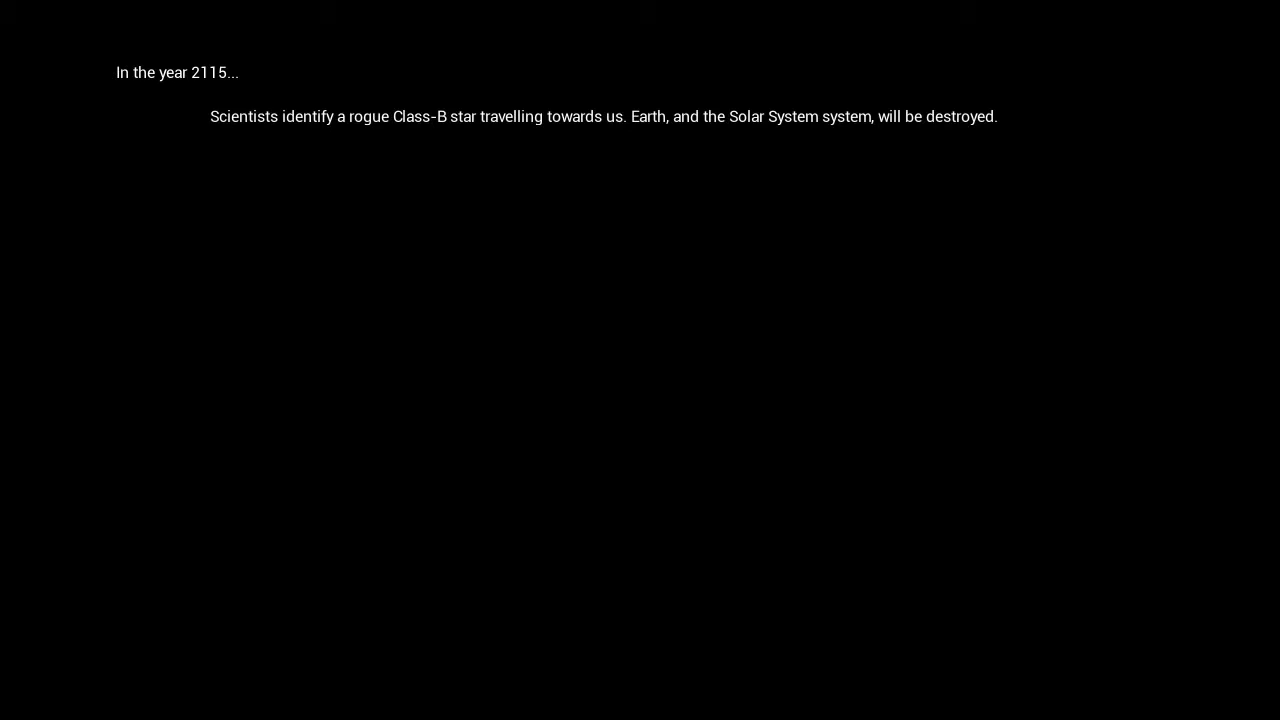 In the year 2115...
Scientists identify a rogue Class-B star travelling towards us. Earth, and the Solar System system, will be destroyed.